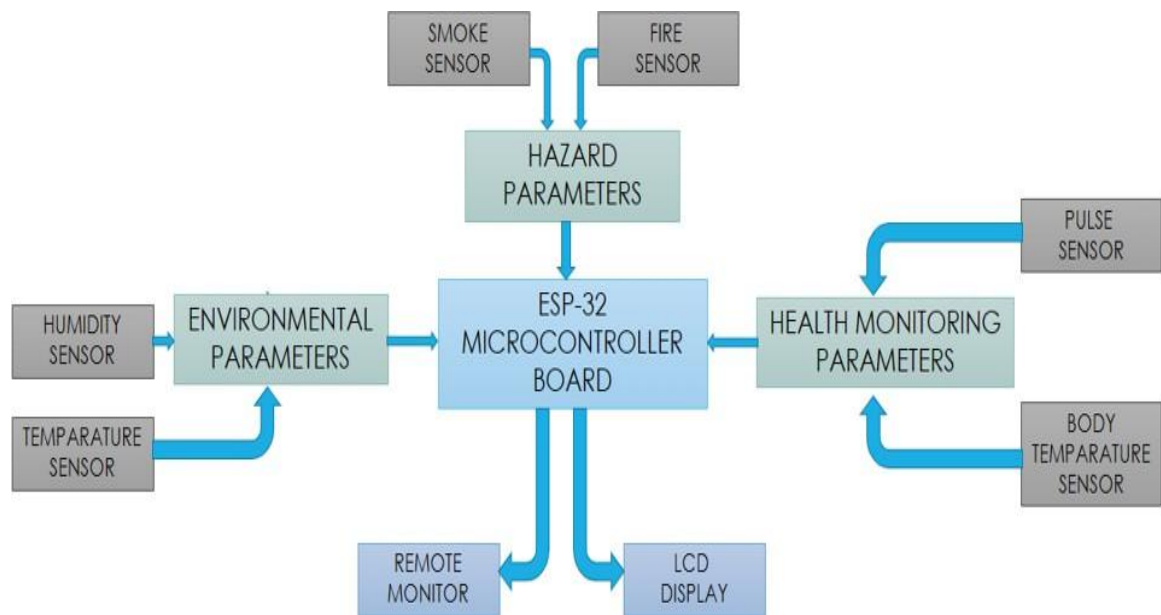 SMOKE
SENSOR
FIRE
SENSOR
HAZARD
PARAMETERS
PULSE
SENSOR
HUMIDITY
SENSOR
ENVIRONMENTAL
PARAMETERS
ESP-32
MICROCONTROLLER
BOARD
HEALTH MONITORING
PARAMETERS
TEMPARATURE
SENSOR
BODY
TEMPARATURE
SENSOR
REMOTE
MONITOR
LCD
DISPLAY